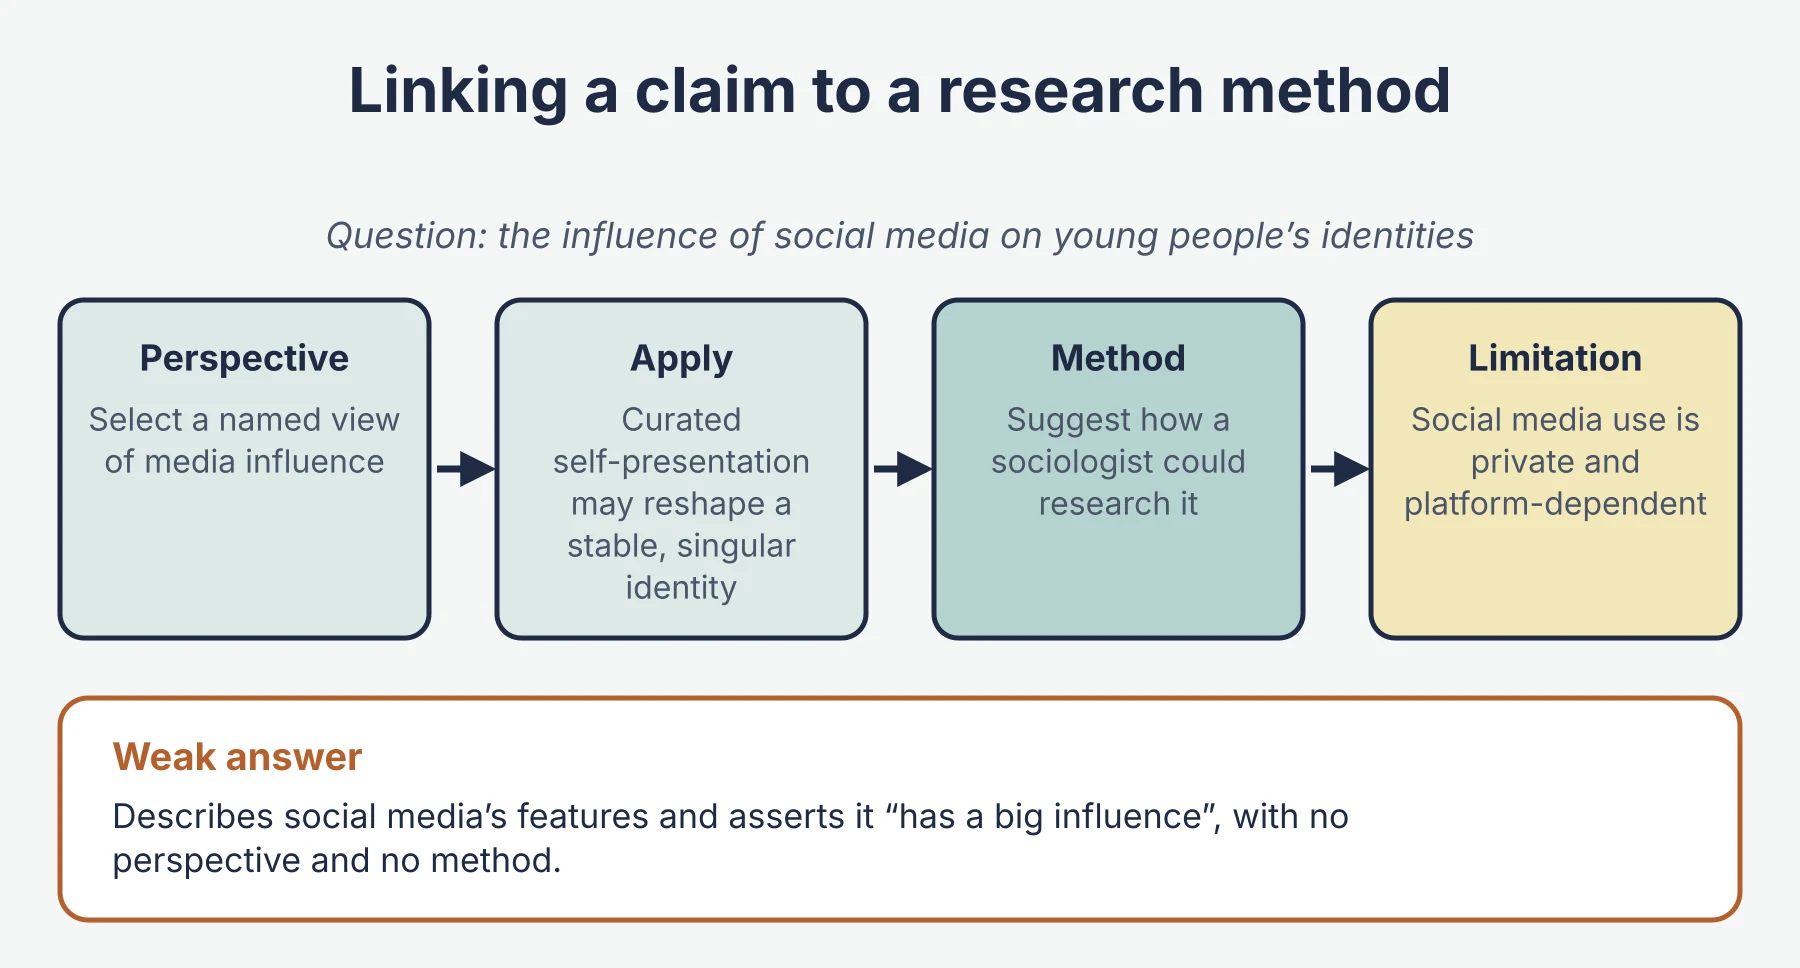 Linking a claim to a research method
Question: the influence of social media on young people’s identities
Perspective
Select a named view
of media influence
Apply
Curated
self-presentation
may reshape a
stable, singular
identity
Method
Suggest how a
sociologist could
research it
Limitation
Social media use is
private and
platform-dependent
Weak answer
Describes social media’s features and asserts it “has a big influence”, with no
perspective and no method.